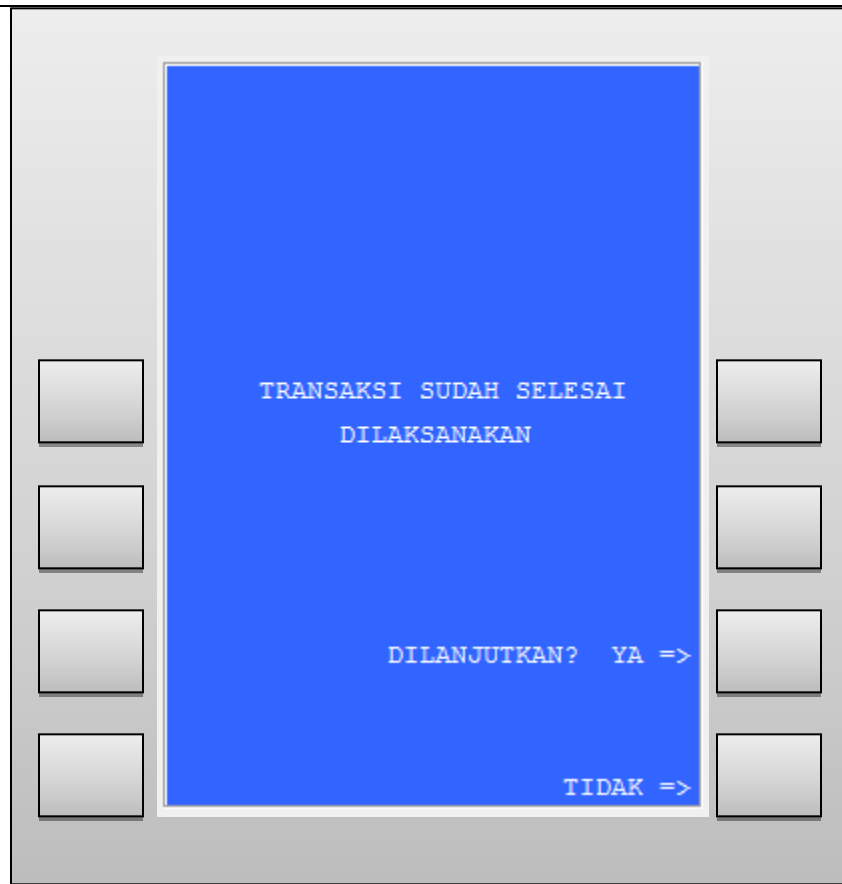 TRANSAKSI SUDAH SELESAI
DILAKSANAKAN
DILANJUTKAN? YA =>
TIDAK =>